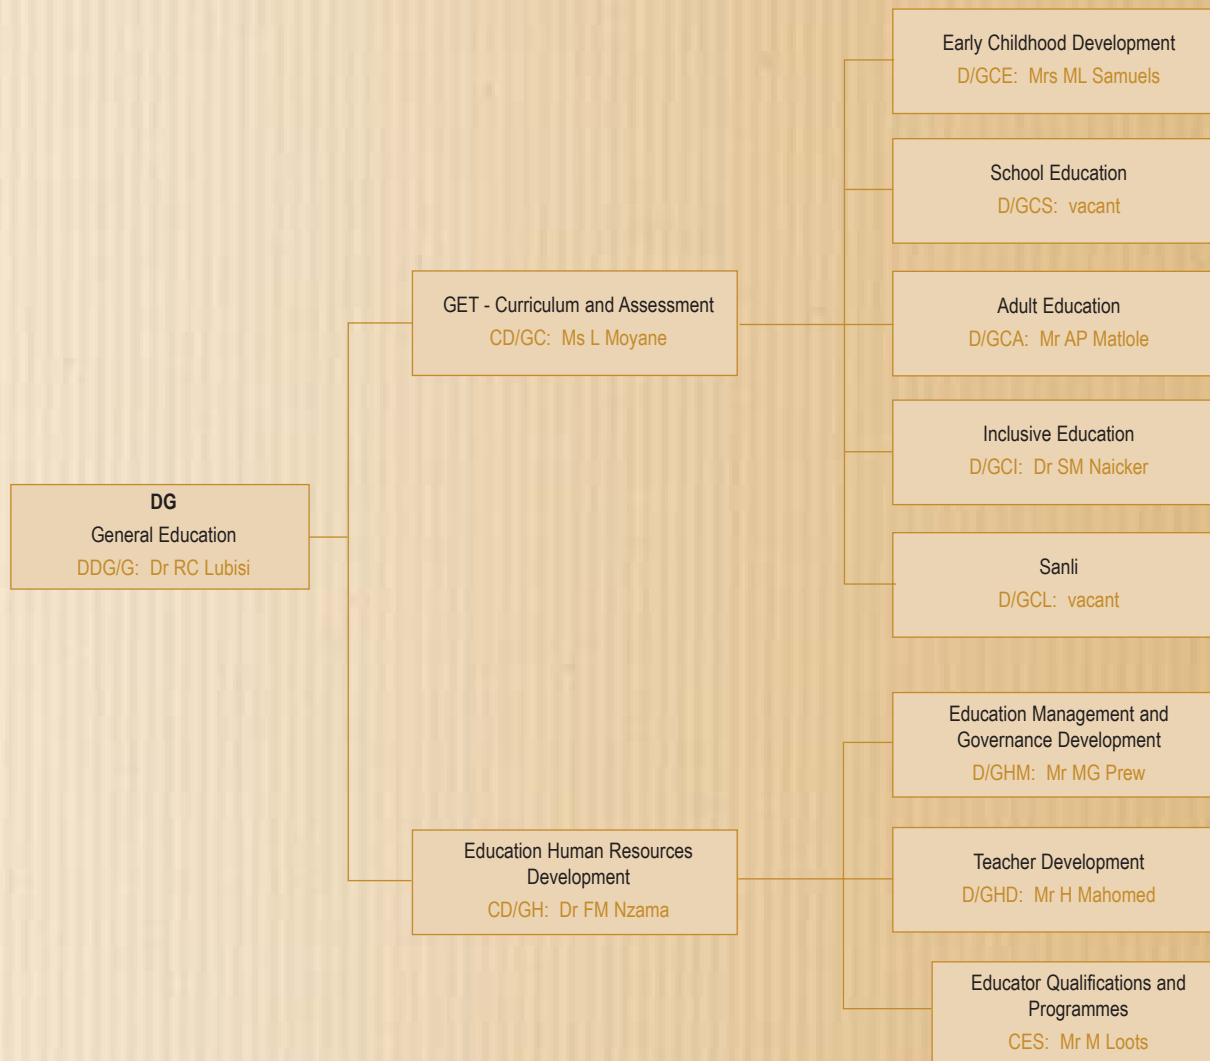 Early Childhood Development
D/GCE: Mrs ML Samuels
School Education
D/GCS: vacant
GET - Curriculum and Assessment
CD/GC: Ms L Moyane
Adult Education
D/GCA: Mr AP Matlole
Inclusive Education
D/GCI: Dr SM Naicker
DG
General Education
DDG/G: Dr RC Lubisi
Sanli
D/GCL: vacant
Education Management and
Governance Development
D/GHM: Mr MG Prew
Education Human Resources
Development
CD/GH: Dr FM Nzama
Teacher Development
D/GHD: Mr H Mahomed
Educator Qualifications and
Programmes
CES: Mr M Loots